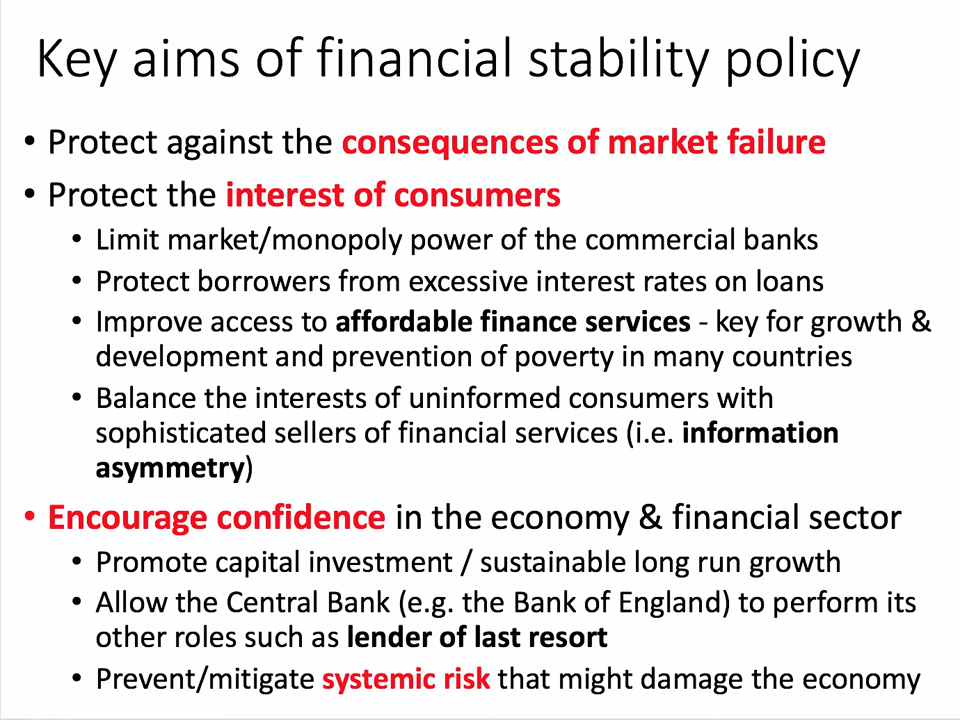 Key aims of financial stability policy
• Protect against the consequences of market failure
• Protect the interest of consumers
• Limit market/monopoly power of the commercial banks
• Protect borrowers from excessive interest rates on loans
• Improve access to affordable finance services - key for growth &
development and prevention of poverty in many countries
• Balance the interests of uninformed consumers with
sophisticated sellers of financial services (i.e. information
asymmetry)
• Encourage confidence in the economy & financial sector
• Promote capital investment / sustainable long run growth
• Allow the Central Bank (e.g. the Bank of England) to perform its
other roles such as lender of last resort
• Prevent/mitigate systemic risk that might damage the economy